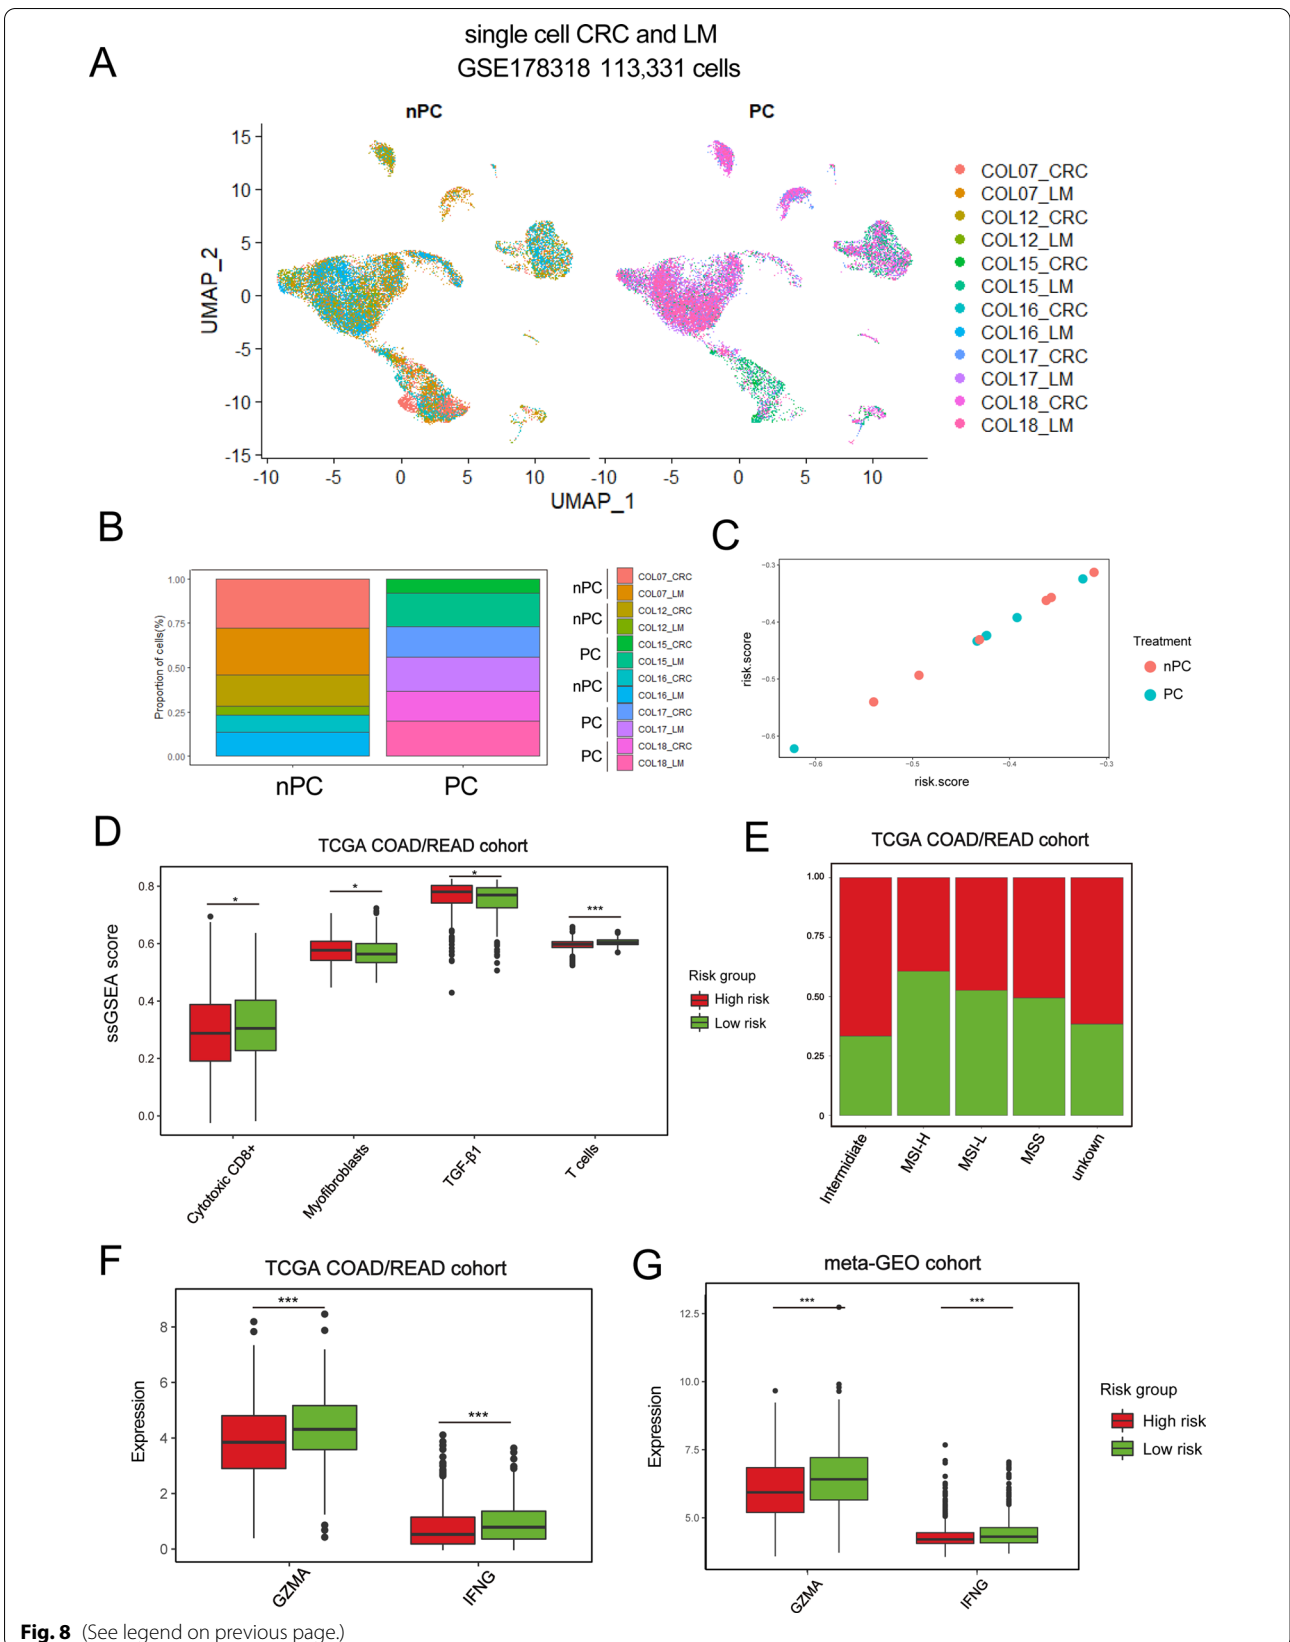 single cell CRC and LM
GSE178318 113,331 cells
A
nPC
PC
15
10
5
0
-5
-10
-15
UMAP_2
-10
-5
0
5
10
-10
-5
0
5
10
UMAP_1
COL07_CRC
COL07_LM
COL12_CRC
COL12_LM
COL15_CRC
COL15_LM
COL16_CRC
COL16_LM
COL17_CRC
COL17_LM
COL18_CRC
COL18_LM
B
Proportion of cells(%)
1.00
0.75
0.50
0.25
0.00
nPC
PC
nPC
nPC
PC
nPC
PC
PC
COL07_CRC
COL07_LM
COL12_CRC
COL12_LM
COL15_CRC
COL15_LM
COL16_CRC
COL16_LM
COL17_CRC
COL17_LM
COL18_CRC
COL18_LM
C
risk.score
−0.3
−0.4
−0.5
−0.6
−0.6
−0.5
−0.4
−0.3
risk.score
Treatment
nPC
PC
D
TCGA COAD/READ cohort
ssGSEA score
0.8
0.6
0.4
0.2
0.0
*
*
*
***
Cytotoxic CD8+
Myofibroblasts
TGF-β1
T cells
Risk group
High risk
Low risk
E
TCGA COAD/READ cohort
1.00
0.75
0.50
0.25
0
Intermidiate
MSI-H
MSI-L
MSS
unkown
F
TCGA COAD/READ cohort
Expression
8
6
4
2
0
***
***
GZMA
IFNG
G
meta-GEO cohort
Expression
12.5
10.0
7.5
5.0
***
***
GZMA
IFNG
Risk group
High risk
Low risk
Fig. 8 (See legend on previous page.)